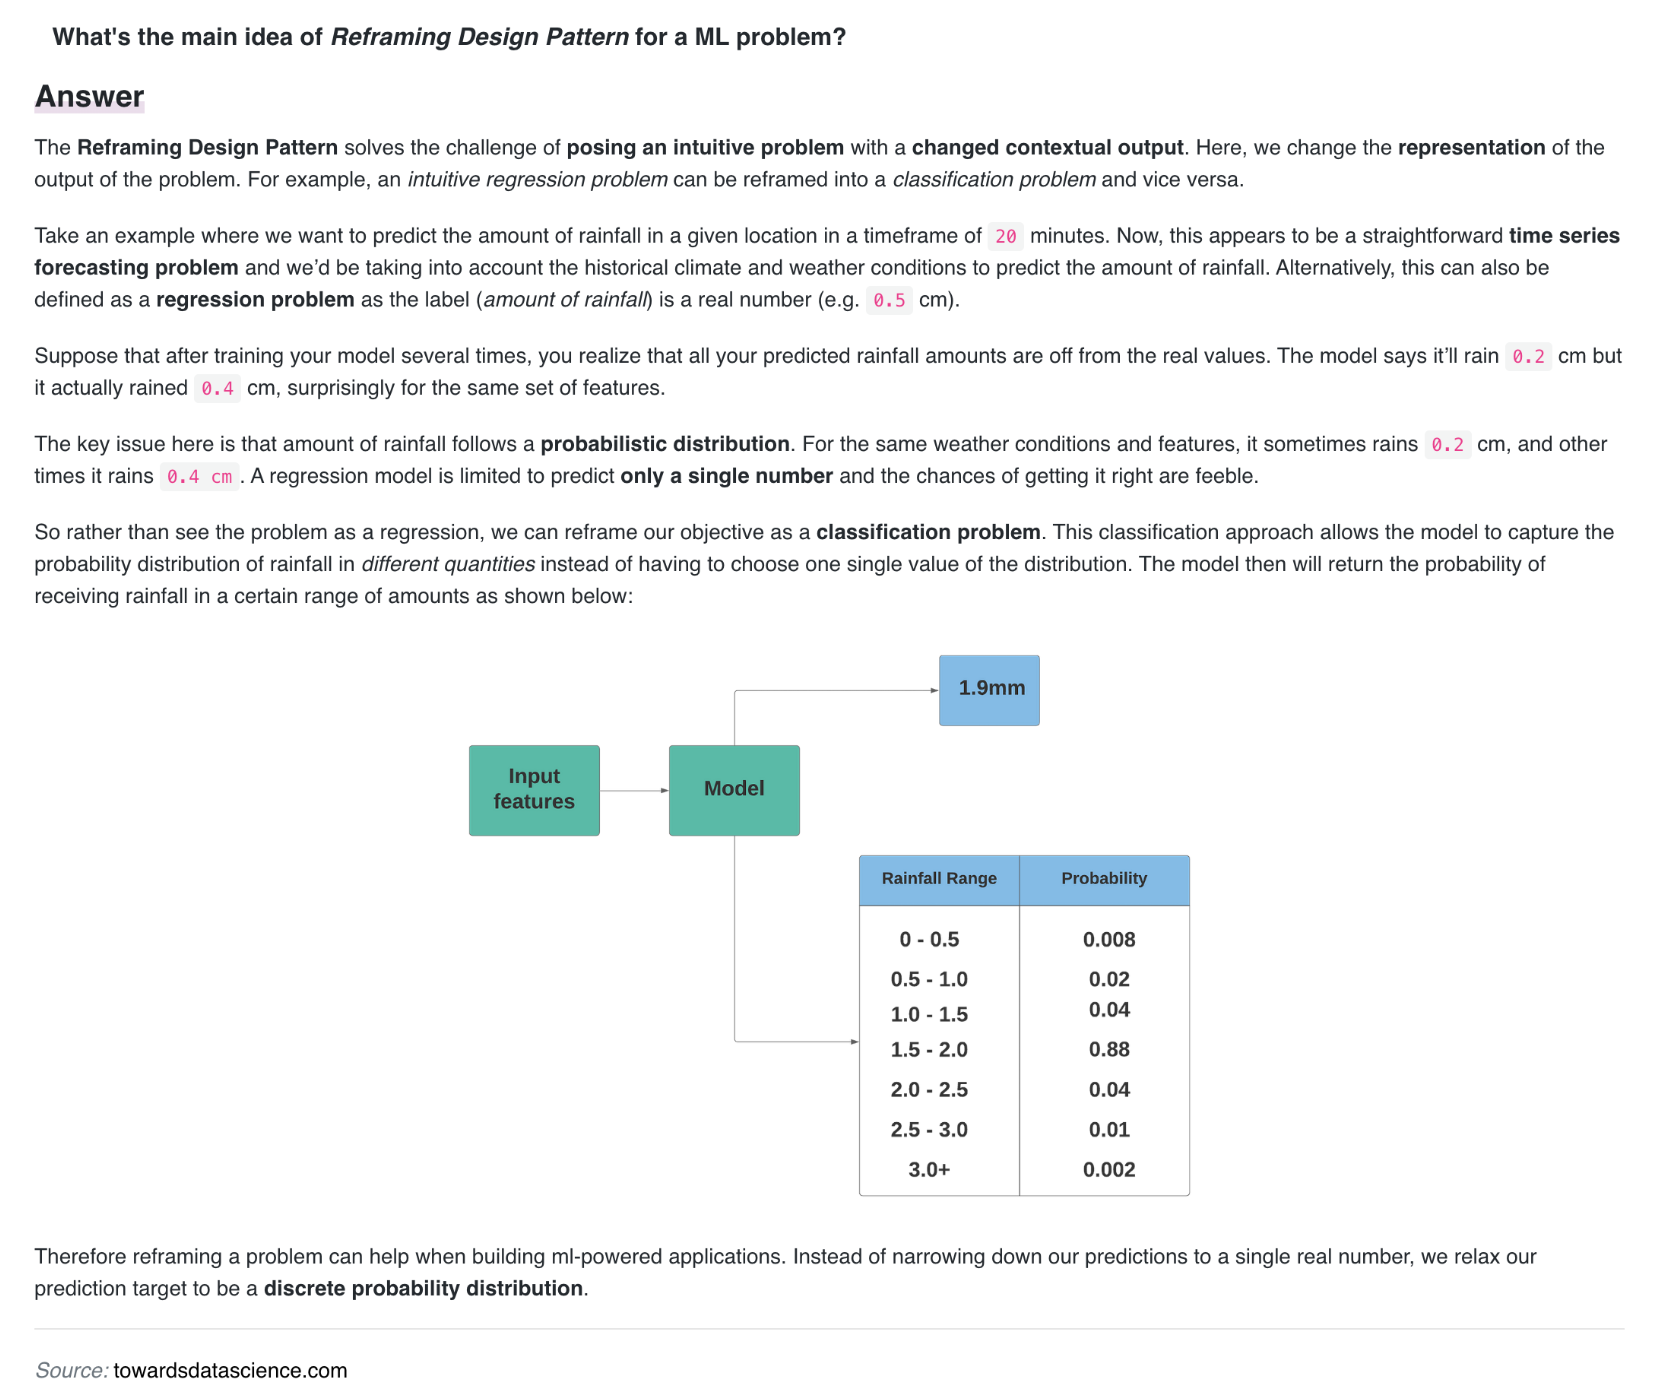 What's the main idea of Reframing Design Pattern for a ML problem?
Answer
The Reframing Design Pattern solves the challenge of posing an intuitive problem with a changed contextual output. Here, we change the representation of the
output of the problem. For example, an intuitive regression problem can be reframed into a classification problem and vice versa.
Take an example where we want to predict the amount of rainfall in a given location in a timeframe of 20 minutes. Now, this appears to be a straightforward time series
forecasting problem and we’d be taking into account the historical climate and weather conditions to predict the amount of rainfall. Alternatively, this can also be
defined as a regression problem as the label (amount of rainfall) is a real number (e.g. 0.5 cm).
Suppose that after training your model several times, you realize that all your predicted rainfall amounts are off from the real values. The model says it’ll rain 0.2 cm but
it actually rained 0.4 cm, surprisingly for the same set of features.
The key issue here is that amount of rainfall follows a probabilistic distribution. For the same weather conditions and features, it sometimes rains 0.2 cm, and other
times it rains 0.4 cm . A regression model is limited to predict only a single number and the chances of getting it right are feeble.
So rather than see the problem as a regression, we can reframe our objective as a classification problem. This classification approach allows the model to capture the
probability distribution of rainfall in different quantities instead of having to choose one single value of the distribution. The model then will return the probability of
receiving rainfall in a certain range of amounts as shown below:
1.9mm
Input
features
Model
Rainfall Range Probability
0 - 0.5 0.008
0.5 - 1.0 0.02
1.0 - 1.5 0.04
1.5 - 2.0 0.88
2.0 - 2.5 0.04
2.5 - 3.0 0.01
3.0+ 0.002
Therefore reframing a problem can help when building ml-powered applications. Instead of narrowing down our predictions to a single real number, we relax our
prediction target to be a discrete probability distribution.
Source: towardsdatascience.com